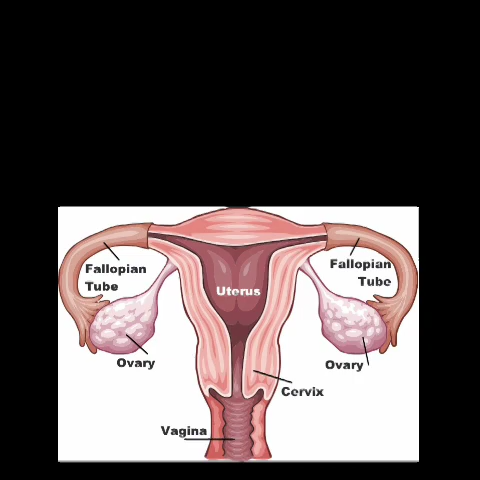 Fallopian
Tube
Fallopian
Tube
Uterus
Ovary
Ovary
Cervix
Vagina